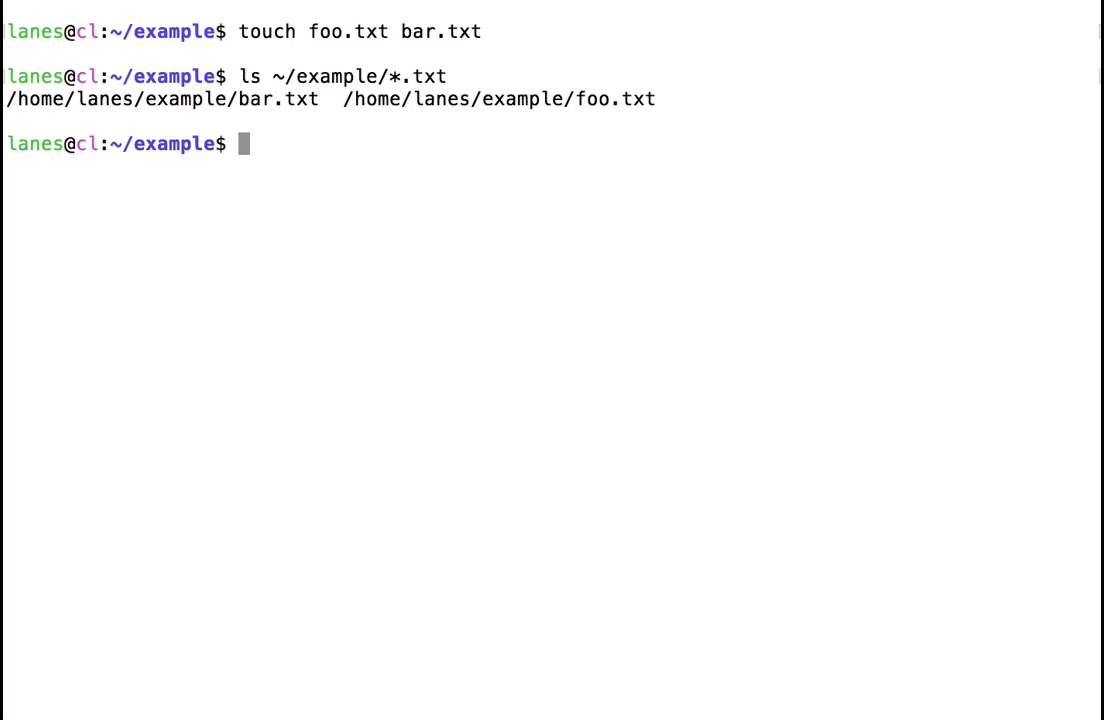 lanes@cl:~/example$ touch foo.txt bar.txt
lanes@cl:~/example$ ls ~/example/*.txt
/home/lanes/example/bar.txt  /home/lanes/example/foo.txt
lanes@cl:~/example$